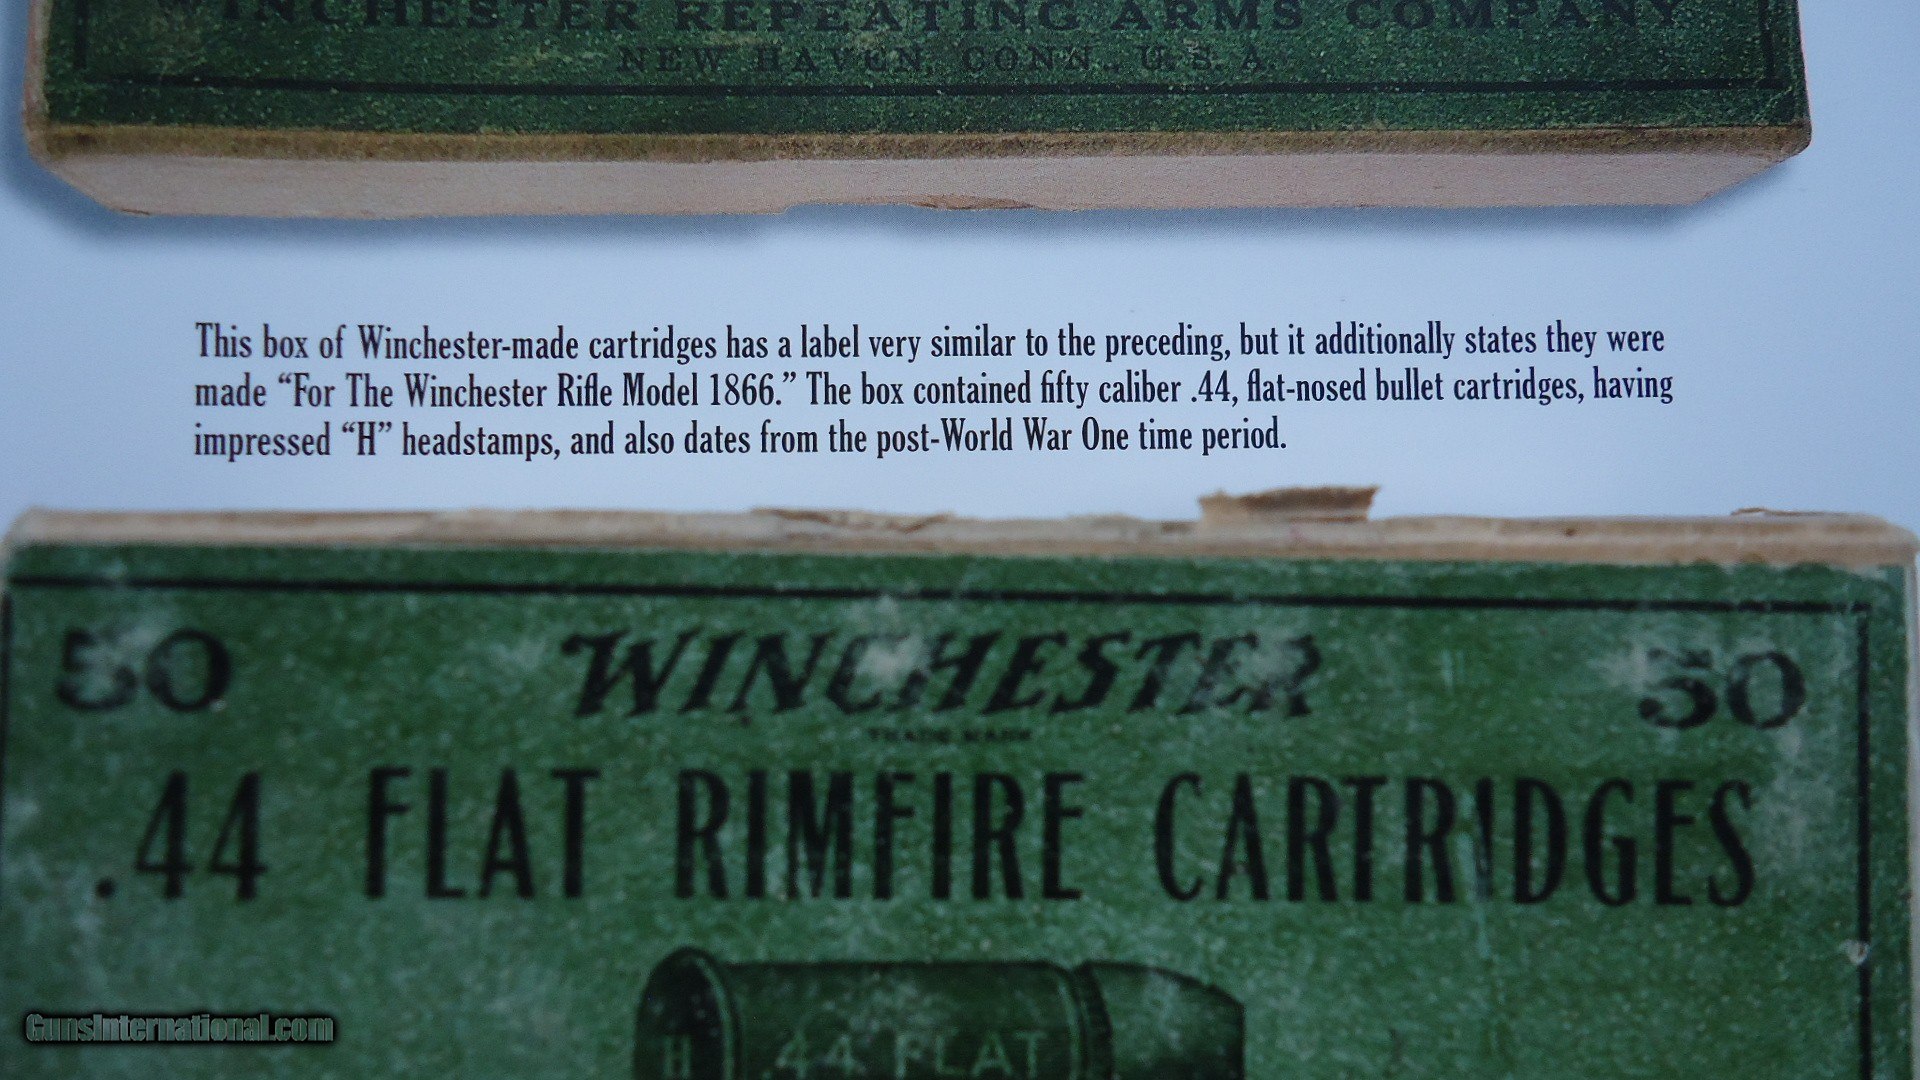 WINCHESTER REPEATING ARMS COMPANY
NEW HAVEN, CONN., U.S.A.
This box of Winchester-made cartridges has a label very similar to the preceding, but it additionally states they were
made “For The Winchester Rifle Model 1866.” The box contained fifty caliber .44, flat-nosed bullet cartridges, having
impressed “H” headstamps, and also dates from the post-World War One time period.
50 WINCHESTER 50
TRADE MARK
.44 FLAT RIMFIRE CARTRIDGES
H .44 FLAT
GunsInternational.com